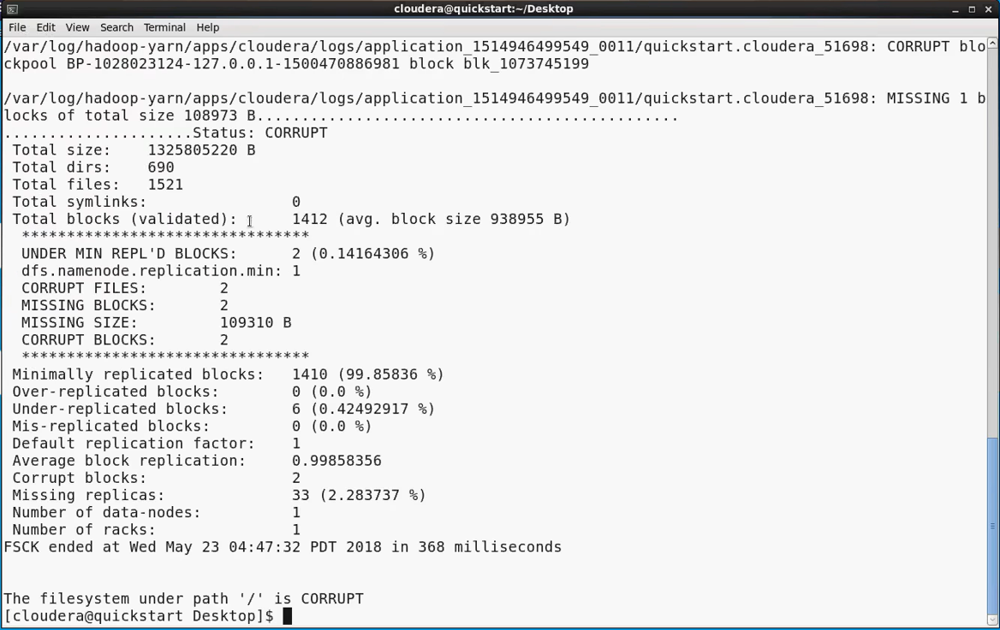 cloudera@quickstart:~/Desktop
File Edit View Search Terminal Help
/var/log/hadoop-yarn/apps/cloudera/logs/application_1514946499549_0011/quickstart.cloudera_51698: CORRUPT blo
ckpool BP-1028023124-127.0.0.1-1500470886981 block blk_1073745199
/var/log/hadoop-yarn/apps/cloudera/logs/application_1514946499549_0011/quickstart.cloudera_51698: MISSING 1 b
locks of total size 108973 B...............................................
.....................Status: CORRUPT
Total size: 1325805220 B
Total dirs: 690
Total files: 1521
Total symlinks: 0
Total blocks (validated): 1412 (avg. block size 938955 B)
********************************
UNDER MIN REPL'D BLOCKS: 2 (0.14164306 %)
dfs.namenode.replication.min: 1
CORRUPT FILES: 2
MISSING BLOCKS: 2
MISSING SIZE: 109310 B
CORRUPT BLOCKS: 2
********************************
Minimally replicated blocks: 1410 (99.85836 %)
Over-replicated blocks: 0 (0.0 %)
Under-replicated blocks: 6 (0.42492917 %)
Mis-replicated blocks: 0 (0.0 %)
Default replication factor: 1
Average block replication: 0.99858356
Corrupt blocks: 2
Missing replicas: 33 (2.283737 %)
Number of data-nodes: 1
Number of racks: 1
FSCK ended at Wed May 23 04:47:32 PDT 2018 in 368 milliseconds
The filesystem under path '/' is CORRUPT
[cloudera@quickstart Desktop]$